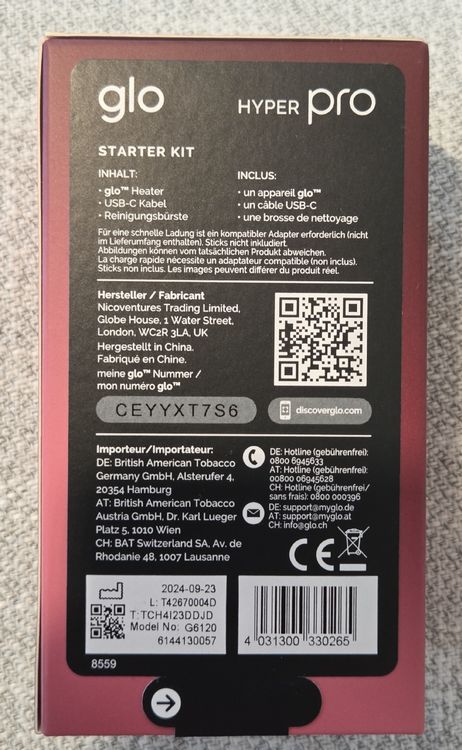 glo
HYPER pro
STARTER KIT
INHALT:
• glo™ Heater
• USB-C Kabel
• Reinigungsbürste
INCLUS:
• un appareil glo™
• un câble USB-C
• une brosse de nettoyage
Für eine schnelle Ladung ist ein kompatibler Adapter erforderlich (nicht
im Lieferumfang enthalten). Sticks nicht inkludiert.
Abbildungen können vom tatsächlichen Produkt abweichen.
La charge rapide nécessite un adaptateur compatible (non inclus).
Sticks non inclus. Les images peuvent différer du produit réel.
Hersteller / Fabricant
Nicoventures Trading Limited,
Globe House, 1 Water Street,
London, WC2R 3LA, UK
Hergestellt in China.
Fabriqué en Chine.
meine glo™ Nummer /
mon numéro glo™
CEYYXT7S6
discoverglo.com
Importeur/Importateur:
DE: British American Tobacco
Germany GmbH, Alsterufer 4,
20354 Hamburg
AT: British American Tobacco
Austria GmbH, Dr. Karl Lueger
Platz 5, 1010 Wien
CH: BAT Switzerland SA, Av. de
Rhodanie 48, 1007 Lausanne
DE: Hotline (gebührenfrei):
0800 6945633
AT: Hotline (gebührenfrei):
00800 06945628
CH: Hotline (gebührenfrei/
sans frais): 0800 000396
DE: support@myglo.de
AT: support@myglo.at
CH: info@glo.ch
CE
2024-09-23
L: T42670004D
T: TCH4I23DDJD
Model No: G6120
6144130057
4 031300 330265
8559